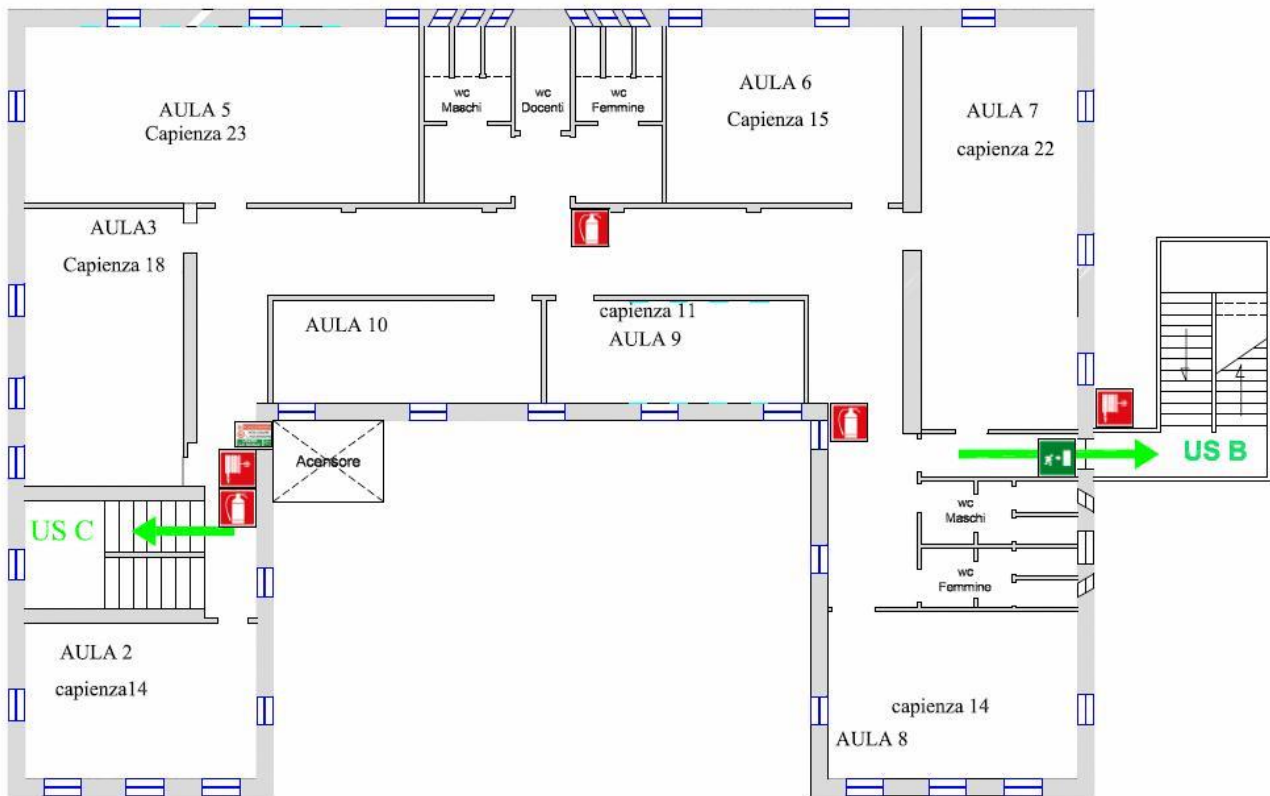 AULA 5
Capienza 23
wc
Maschi
wc
Docenti
wc
Femmine
AULA 6
Capienza 15
AULA 7
capienza 22
AULA3
Capienza 18
AULA 10
capienza 11
AULA 9
Acensore
US B
US C
wc
Maschi
wc
Femmine
AULA 2
capienza14
capienza 14
AULA 8